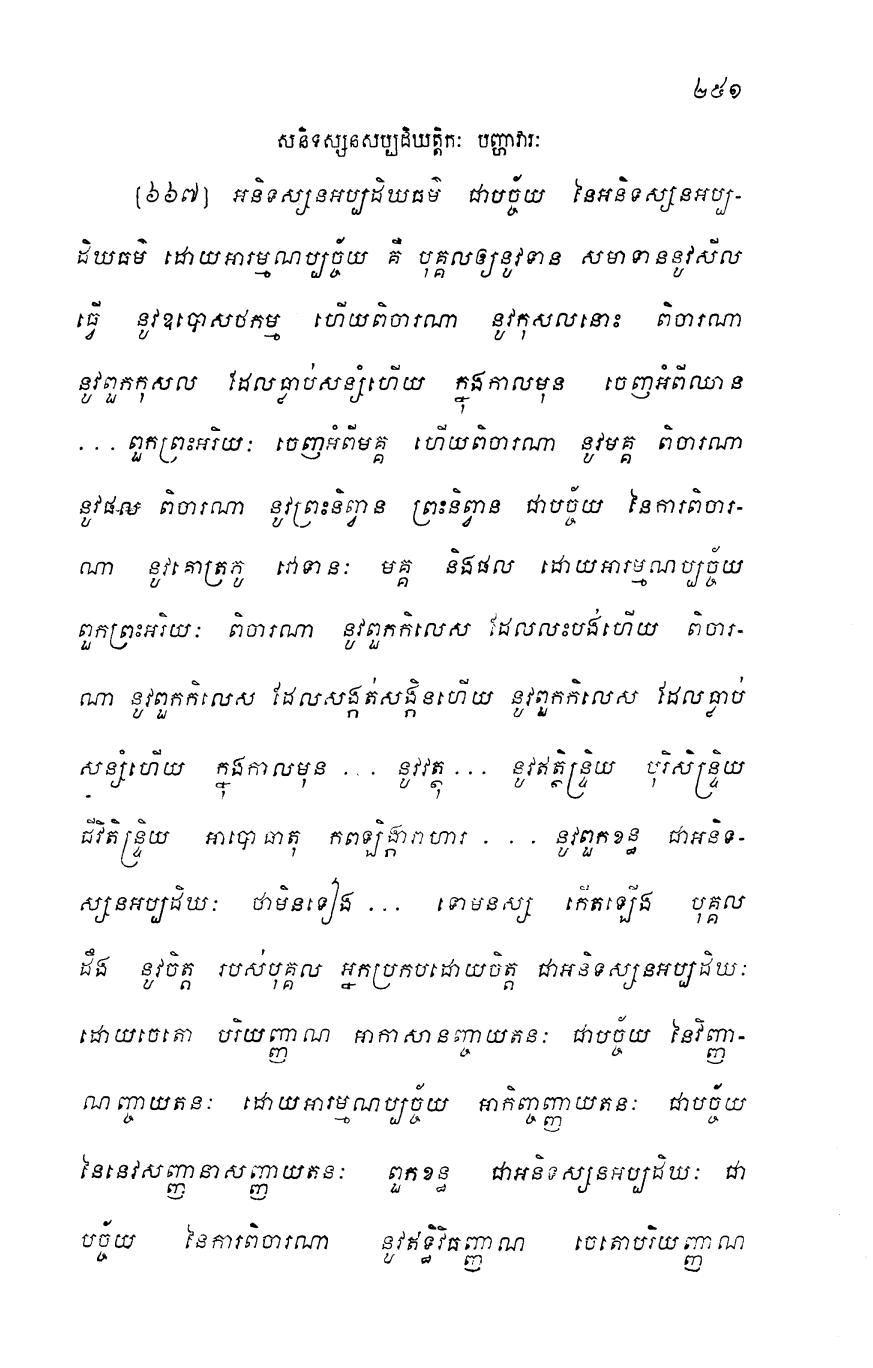 ២៥១
សនិទស្សនសប្បដិឃត្តិកៈ បញ្ហាវារៈ
[៦៦៧] អនិទស្សនអប្បដិឃធម៌ ជាបច្ច័យ នៃអនិទស្សនអប្ប-
ដិឃធម៌ ដោយអារម្មណប្បច្ច័យ គឺ បុគ្គលឲ្យនូវទាន សមាទាននូវសីល
ធ្វើ នូវឧបោសថកម្ម ហើយពិចារណា នូវកុសលនោះ ពិចារណា
នូវពួកកុសល ដែលធ្លាប់សន្សំហើយ ក្នុងកាលមុន ចេញអំពីឈាន
... ពួកព្រះអរិយៈ ចេញអំពីមគ្គ ហើយពិចារណា នូវមគ្គ ពិចារណា
នូវផល ពិចារណា នូវព្រះនិព្វាន ព្រះនិព្វាន ជាបច្ច័យ នៃការពិចារ-
ណា នូវគោត្រភូ វោទានៈ មគ្គ និងផល ដោយអារម្មណប្បច្ច័យ
ពួកព្រះអរិយៈ ពិចារណា នូវពួកកិលេស ដែលលះបង់ហើយ ពិចារ-
ណា នូវពួកកិលេស ដែលសង្កត់សង្កិនហើយ នូវពួកកិលេស ដែលធ្លាប់
សន្សំហើយ ក្នុងកាលមុន ... នូវវត្ថុ ... នូវឥត្ថិន្ទ្រិយ បុរិសិន្ទ្រិយ
ជីវិតិន្ទ្រិយ អាបោធាតុ កពឡិង្ការាហារ ... នូវពួកខន្ធ ជាអនិទ-
ស្សនអប្បដិឃៈ ថាមិនទៀង ... ទោមនស្ស កើតឡើង បុគ្គល
ដឹង នូវចិត្ត របស់បុគ្គល អ្នកប្រកបដោយចិត្ត ជាអនិទស្សនអប្បដិឃៈ
ដោយចេតោ បរិយញ្ញាណ អាកាសានញ្ចាយតនៈ ជាបច្ច័យ នៃវិញ្ញា-
ណញ្ចាយតនៈ ដោយអារម្មណប្បច្ច័យ អាកិញ្ចញ្ញាយតនៈ ជាបច្ច័យ
នៃនេវសញ្ញានាសញ្ញាយតនៈ ពួកខន្ធ ជាអនិទស្សនអប្បដិឃៈ ជា
បច្ច័យ នៃការពិចារណា នូវឥទ្ធិវិធញ្ញាណ ចេតោបរិយញ្ញាណ